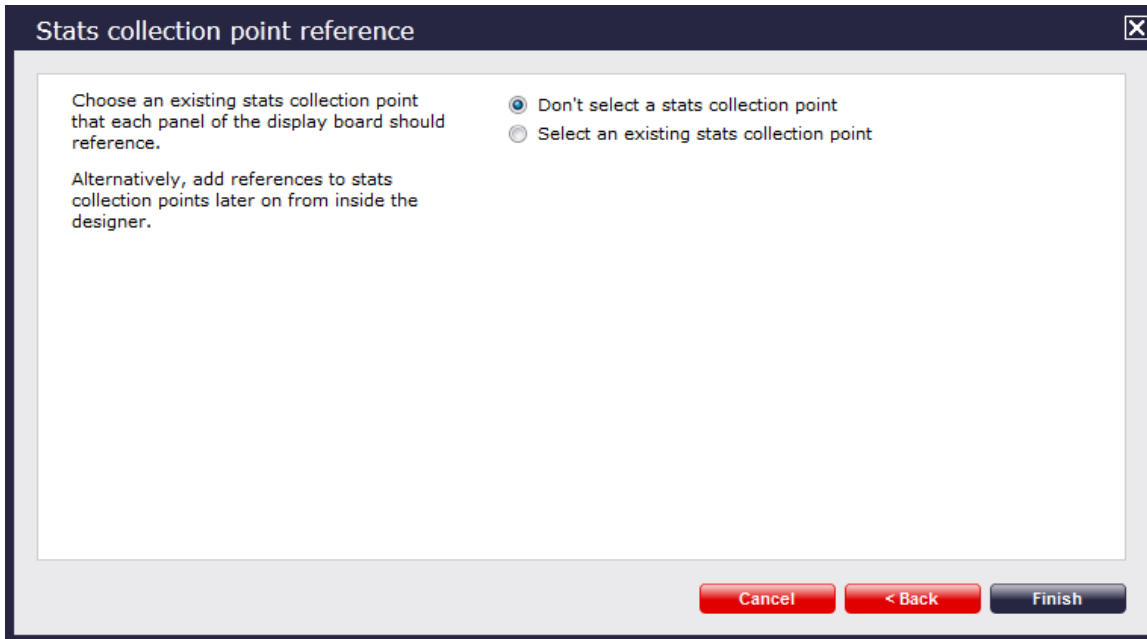 Stats collection point reference
Choose an existing stats collection point
that each panel of the display board should
reference.
Alternatively, add references to stats
collection points later on from inside the
designer.
Don't select a stats collection point
Select an existing stats collection point
Cancel
< Back
Finish